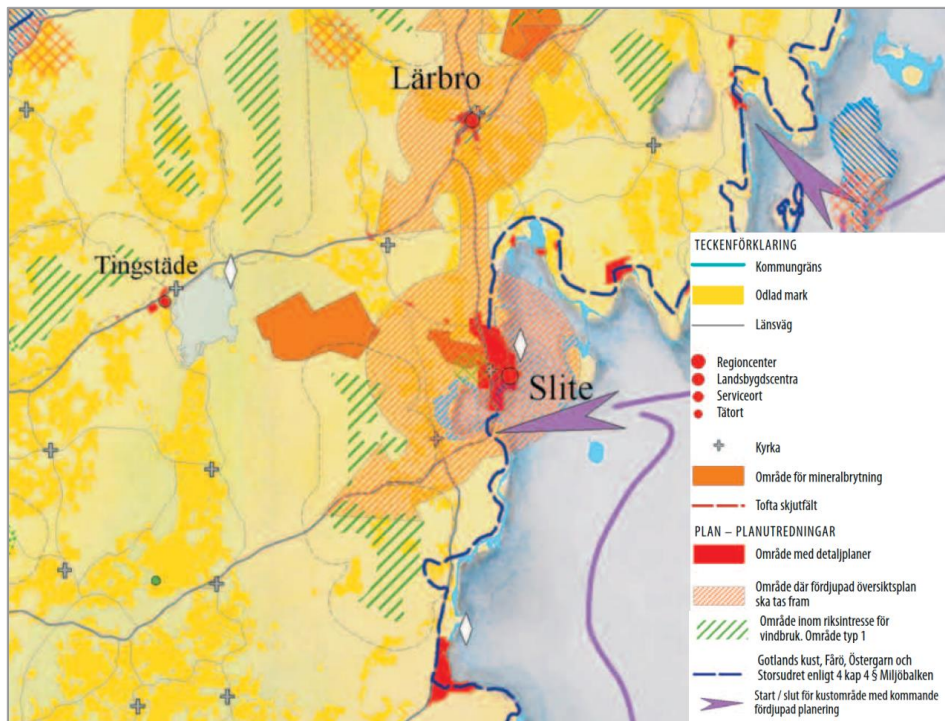 Lärbro
Tingstäde
Slite
TECKENFÖRKLARING
Kommungräns
Odlad mark
Länsväg
Regioncenter
Landsbygdscentra
Serviceort
Tätort
Kyrka
Område för mineralbrytning
Tofta skjutfält
PLAN – PLANUTREDNINGAR
Område med detaljplaner
Område där fördjupad översiktsplan
ska tas fram
Område inom riksintresse för
vindbruk. Område typ 1
Gotlands kust, Fårö, Östergarn och
Storsudret enligt 4 kap 4 § Miljöbalken
Start / slut för kustområde med kommande
fördjupad planering